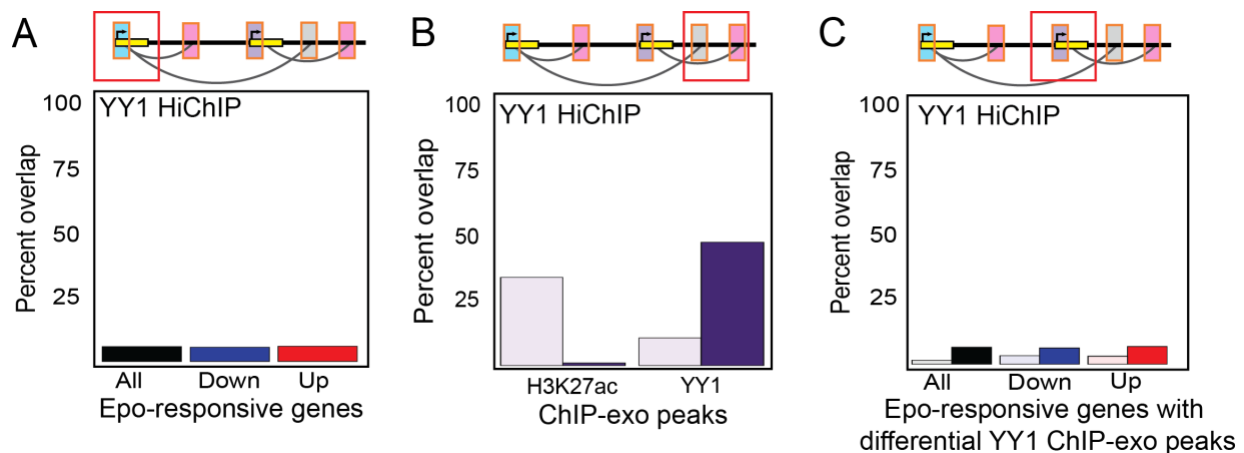 A
100
75
50
25
Percent overlap
YY1 HiChIP
All Down Up
Epo-responsive genes
B
100
75
50
25
Percent overlap
YY1 HiChIP
H3K27ac YY1
ChIP-exo peaks
C
100
75
50
25
Percent overlap
YY1 HiChIP
All Down Up
Epo-responsive genes with
differential YY1 ChIP-exo peaks